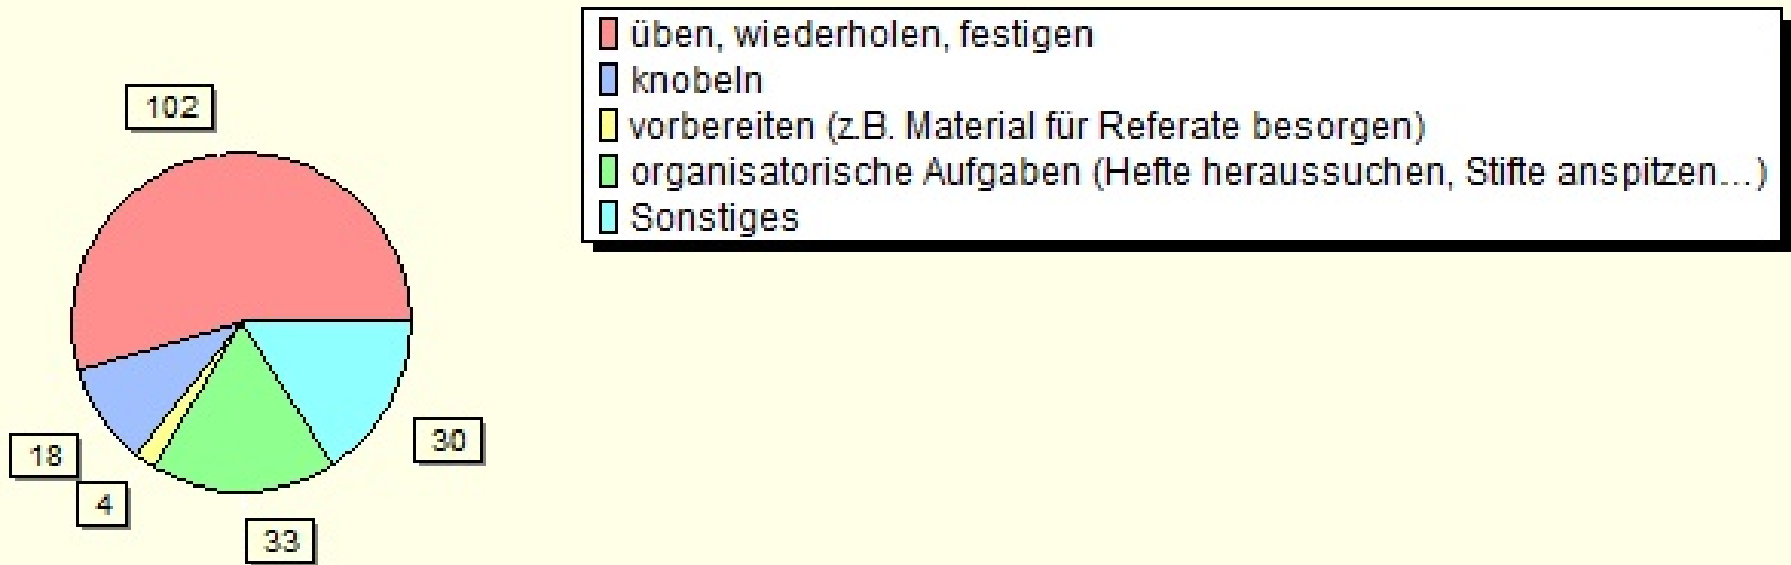 üben, wiederholen, festigen
knobeln
vorbereiten (z.B. Material für Referate besorgen)
organisatorische Aufgaben (Hefte heraussuchen, Stifte anspitzen...)
Sonstiges
102
18
4
33
30